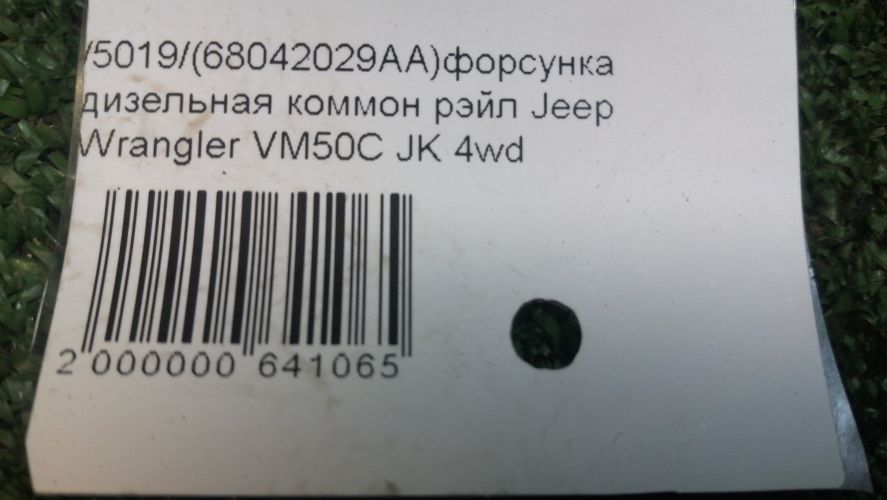 /5019/(68042029AA)форсунка
дизельная коммон рэйл Jeep
Wrangler VM50C JK 4wd
2 000000 641065